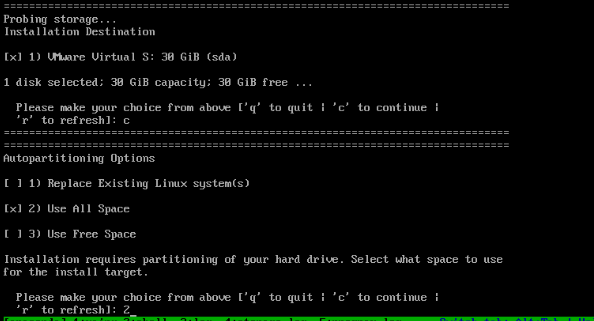 ================================================================================
Probing storage...
Installation Destination
[x] 1) VMware Virtual S: 30 GiB (sda)
1 disk selected; 30 GiB capacity; 30 GiB free ...
Please make your choice from above ['q' to quit | 'c' to continue |
'r' to refresh]: c
================================================================================
================================================================================
Autopartitioning Options
[ ] 1) Replace Existing Linux system(s)
[x] 2) Use All Space
[ ] 3) Use Free Space
Installation requires partitioning of your hard drive. Select what space to use
for the install target.
Please make your choice from above ['q' to quit | 'c' to continue |
'r' to refresh]: 2_